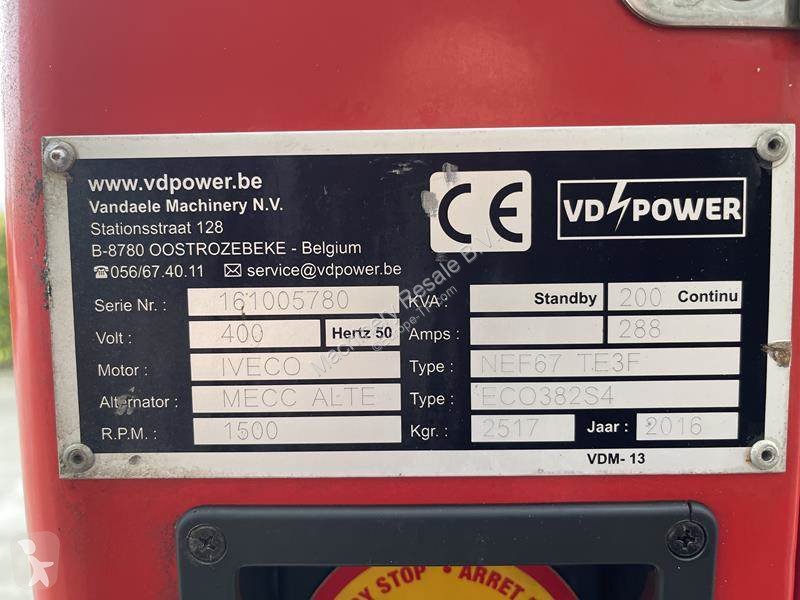 www.vdpower.be
Vandaele Machinery N.V.
Stationsstraat 128
B-8780 OOSTROZEBEKE - Belgium
☎056/67.40.11 ✉ service@vdpower.be
CE
VD POWER
Serie Nr. : 161005780 KVA : Standby 200 Continu
Volt : 400 Hertz 50 Amps : 288
Motor : IVECO Type : NEF67 TE3F
Alternator : MECC ALTE Type : ECO382S4
R.P.M. : 1500 Kgr. : 2517 Jaar : 2016
VDM- 13
Machinery Resale B.V.
STOP • ARRET